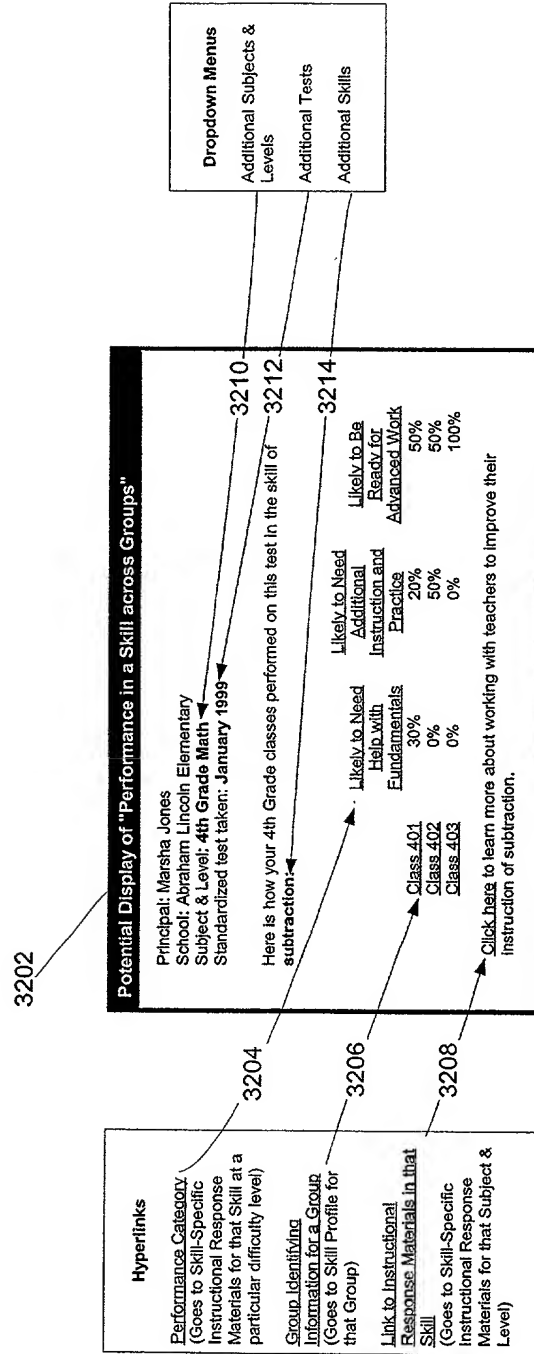 3202
Potential Display of "Performance in a Skill across Groups"
Principal: Marsha Jones
School: Abraham Lincoln Elementary
Subject & Level: 4th Grade Math
Standardized test taken: January 1999
Here is how your 4th Grade classes performed on this test in the skill of
subtraction:
Likely to Need
Help with
Fundamentals
Likely to Need
Additional
Instruction and
Practice
Likely to Be
Ready for
Advanced Work
Class 401 30% 20% 50%
Class 402 0% 50% 50%
Class 403 0% 0% 100%
Click here to learn more about working with teachers to improve their
instruction of subtraction.
Hyperlinks
Performance Category
(Goes to Skill-Specific
Instructional Response
Materials for that Skill at a
particular difficulty level)
Group Identifying
Information for a Group
(Goes to Skill Profile for
that Group)
Link to Instructional
Response Materials in that
Skill
(Goes to Skill-Specific
Instructional Response
Materials for that Subject &
Level)
3204
3206
3208
3210
3212
3214
Dropdown Menus
Additional Subjects &
Levels
Additional Tests
Additional Skills